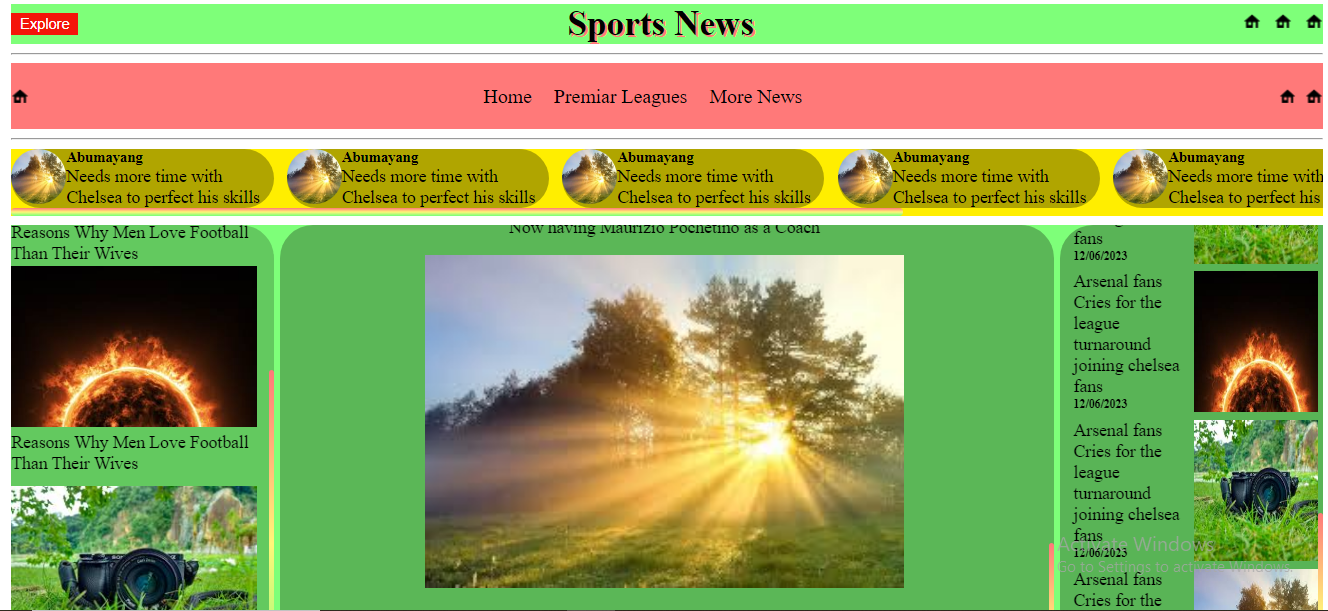 Explore
Sports News
Home
Premiar Leagues
More News
Abumayang
Needs more time with
Chelsea to perfect his skills
Abumayang
Needs more time with
Chelsea to perfect his skills
Abumayang
Needs more time with
Chelsea to perfect his skills
Abumayang
Needs more time with
Chelsea to perfect his skills
Abumayang
Needs more time with
Chelsea to perfect his
Reasons Why Men Love Football
Than Their Wives
Reasons Why Men Love Football
Than Their Wives
Now having Maurizio Pochetino as a Coach
fans
12/06/2023
Arsenal fans
Cries for the
league
turnaround
joining chelsea
fans
12/06/2023
Arsenal fans
Cries for the
league
turnaround
joining chelsea
fans
12/06/2023
Arsenal fans
Cries for the
Activate Windows
Go to Settings to activate Windows.